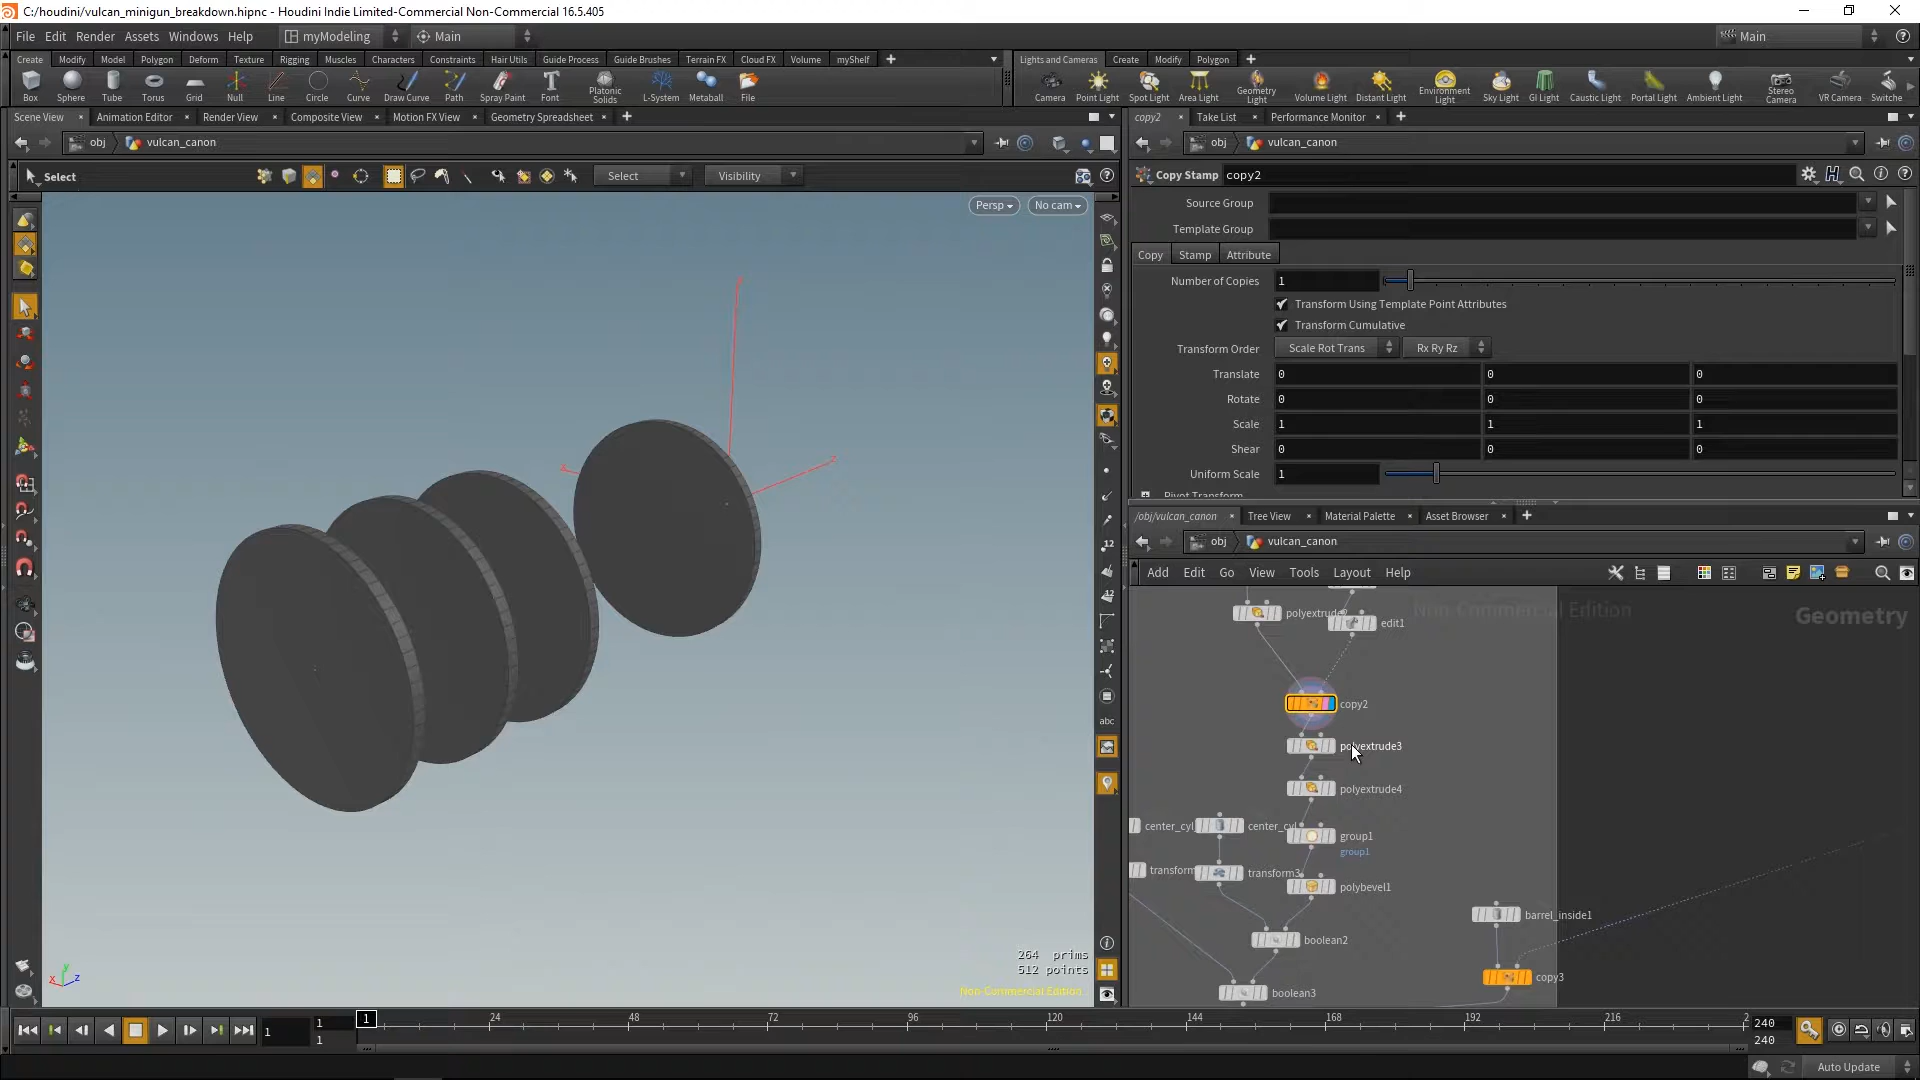 C:/houdini/vulcan_minigun_breakdown.hipnc - Houdini Indie Limited-Commercial Non-Commercial 16.5.405
File Edit Render Assets Windows Help myModeling Main Main
Create Modify Model Polygon Deform Texture Rigging Muscles Characters Constraints Hair Utils Guide Process Guide Brushes Terrain FX Cloud FX Volume myShelf
Lights and Cameras Create Modify Polygon
Box Sphere Tube Torus Grid Null Line Circle Curve Draw Curve Path Spray Paint Font Platonic Solids L-System Metaball File
Camera Point Light Spot Light Area Light Geometry Light Volume Light Distant Light Environment Light Sky Light GI Light Caustic Light Portal Light Ambient Light Stereo Camera VR Camera Switche
Scene View Animation Editor Render View Composite View Motion FX View Geometry Spreadsheet
copy2 Take List Performance Monitor
obj vulcan_canon
obj vulcan_canon
Select Select Visibility
Copy Stamp copy2
Persp No cam
Source Group
Template Group
Copy Stamp Attribute
Number of Copies 1
Transform Using Template Point Attributes
Transform Cumulative
Transform Order Scale Rot Trans Rx Ry Rz
Translate 0 0 0
Rotate 0 0 0
Scale 1 1 1
Shear 0 0 0
Uniform Scale 1
Pivot Transform
/obj/vulcan_canon Tree View Material Palette Asset Browser
obj vulcan_canon
Add Edit Go View Tools Layout Help
Non-Commercial Edition
Geometry
edit1
copy2
polyextrude3
polyextrude4
center_cyl
center_cyl
group1
group1
transform
transform3
polybevel1
barrel_inside1
boolean2
copy3
boolean3
12
12
abc
x
z
y
x
z
264 prims
512 points
Non-Commercial Edition
1
1
1
1 24 48 72 96 120 144 168 192 216 2
240
240
Auto Update